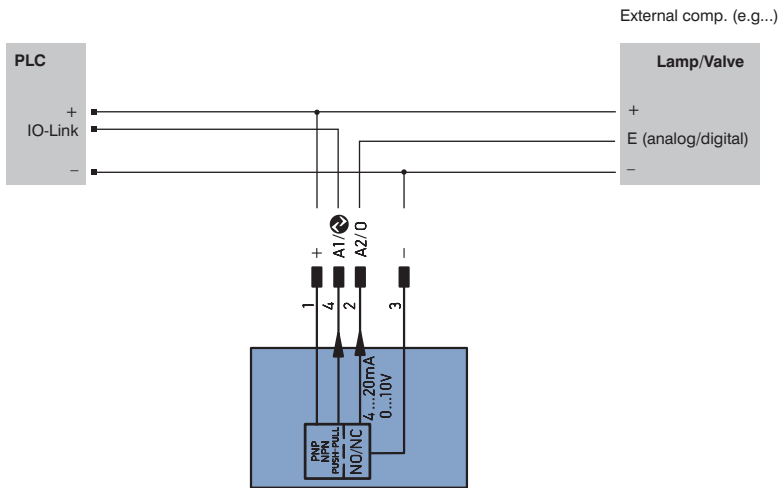 External comp. (e.g...)
PLC
Lamp/Valve
+
+
IO-Link
E (analog/digital)
–
–
+
A1/
A2/ O
–
1
4
2
3
4...20mA
0...10V
PNP
NPN
PUSH-PULL
NO/NC